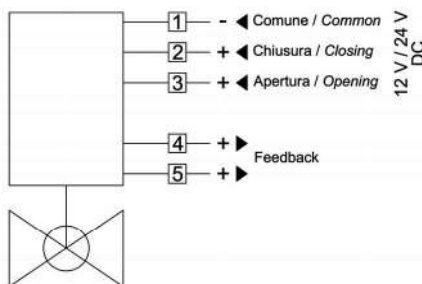 1 - Comune / Common
2 + Chiusura / Closing
3 + Apertura / Opening
12 V / 24 V
DC
4 +
5 +
Feedback